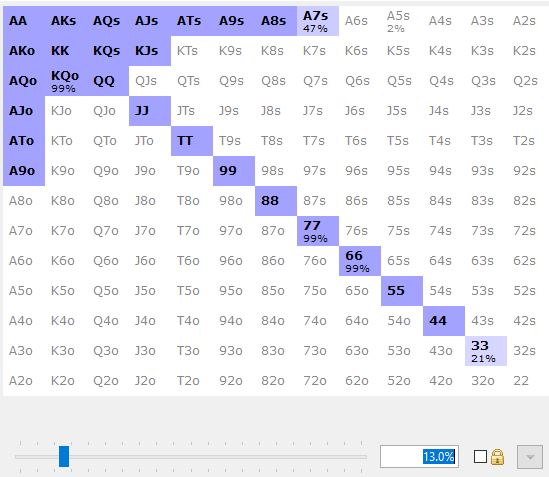 AA AKs AQs AJs ATs A9s A8s A7s A6s A5s A4s A3s A2s
47% 2%
AKo KK KQs KJs KTs K9s K8s K7s K6s K5s K4s K3s K2s
AQo KQo QQ QJs QTs Q9s Q8s Q7s Q6s Q5s Q4s Q3s Q2s
99%
AJo KJo QJo JJ JTs J9s J8s J7s J6s J5s J4s J3s J2s
ATo KTo QTo JTo TT T9s T8s T7s T6s T5s T4s T3s T2s
A9o K9o Q9o J9o T9o 99 98s 97s 96s 95s 94s 93s 92s
A8o K8o Q8o J8o T8o 98o 88 87s 86s 85s 84s 83s 82s
A7o K7o Q7o J7o T7o 97o 87o 77 76s 75s 74s 73s 72s
99%
A6o K6o Q6o J6o T6o 96o 86o 76o 66 65s 64s 63s 62s
99%
A5o K5o Q5o J5o T5o 95o 85o 75o 65o 55 54s 53s 52s
A4o K4o Q4o J4o T4o 94o 84o 74o 64o 54o 44 43s 42s
A3o K3o Q3o J3o T3o 93o 83o 73o 63o 53o 43o 33 32s
21%
A2o K2o Q2o J2o T2o 92o 82o 72o 62o 52o 42o 32o 22
13.0%